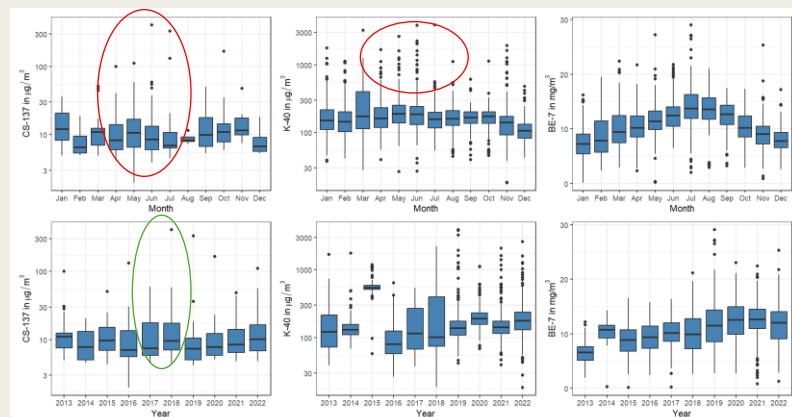 CS-137 in µg/m³
300
100
30
10
3
Jan Feb Mar Apr May Jun Jul Aug Sep Oct Nov Dec
Month
K-40 in µg/m³
3000
1000
300
100
30
Jan Feb Mar Apr May Jun Jul Aug Sep Oct Nov Dec
Month
BE-7 in mg/m³
30
20
10
0
Jan Feb Mar Apr May Jun Jul Aug Sep Oct Nov Dec
Month
CS-137 in µg/m³
300
100
30
10
3
2013 2014 2015 2016 2017 2018 2019 2020 2021 2022
Year
K-40 in µg/m³
3000
1000
300
100
30
2013 2014 2015 2016 2017 2018 2019 2020 2021 2022
Year
BE-7 in mg/m³
30
20
10
0
2013 2014 2015 2016 2017 2018 2019 2020 2021 2022
Year